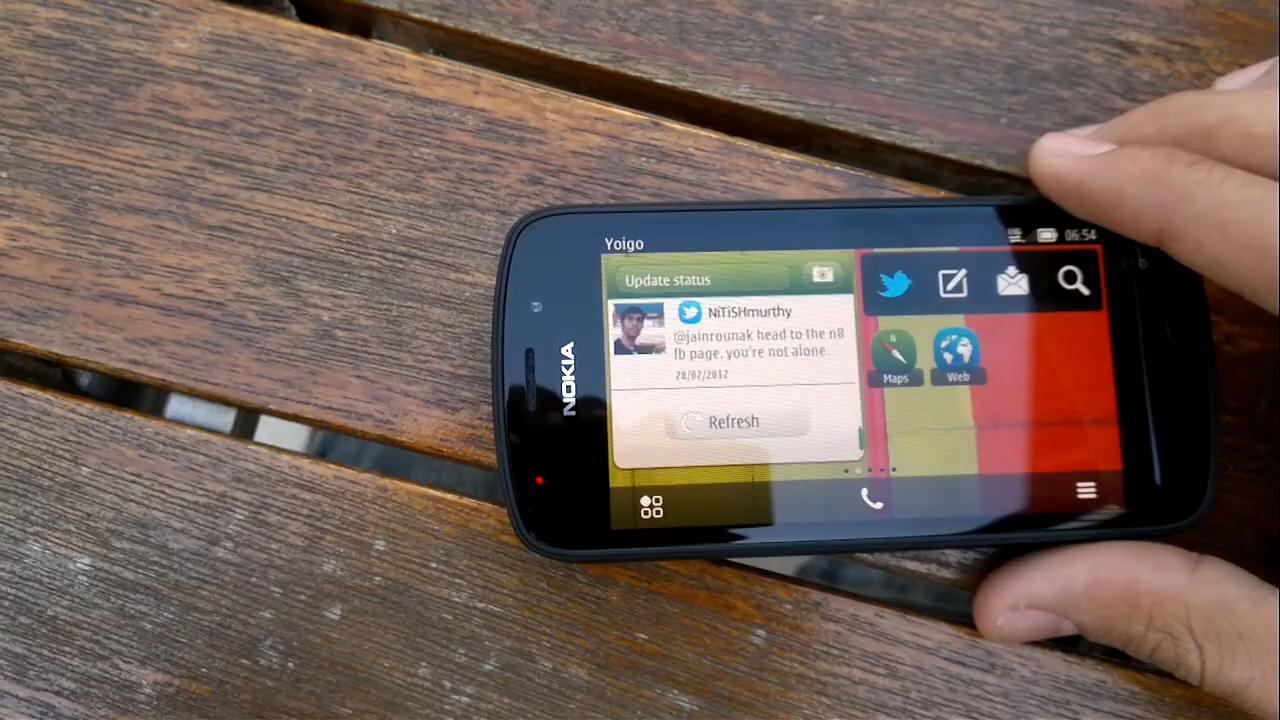 Yoigo
06:54
Update status
NiTiSHmurthy
@jainrounak head to the n8
fb page, you're not alone.
28/02/2012
Refresh
N
Maps
Web
NOKIA